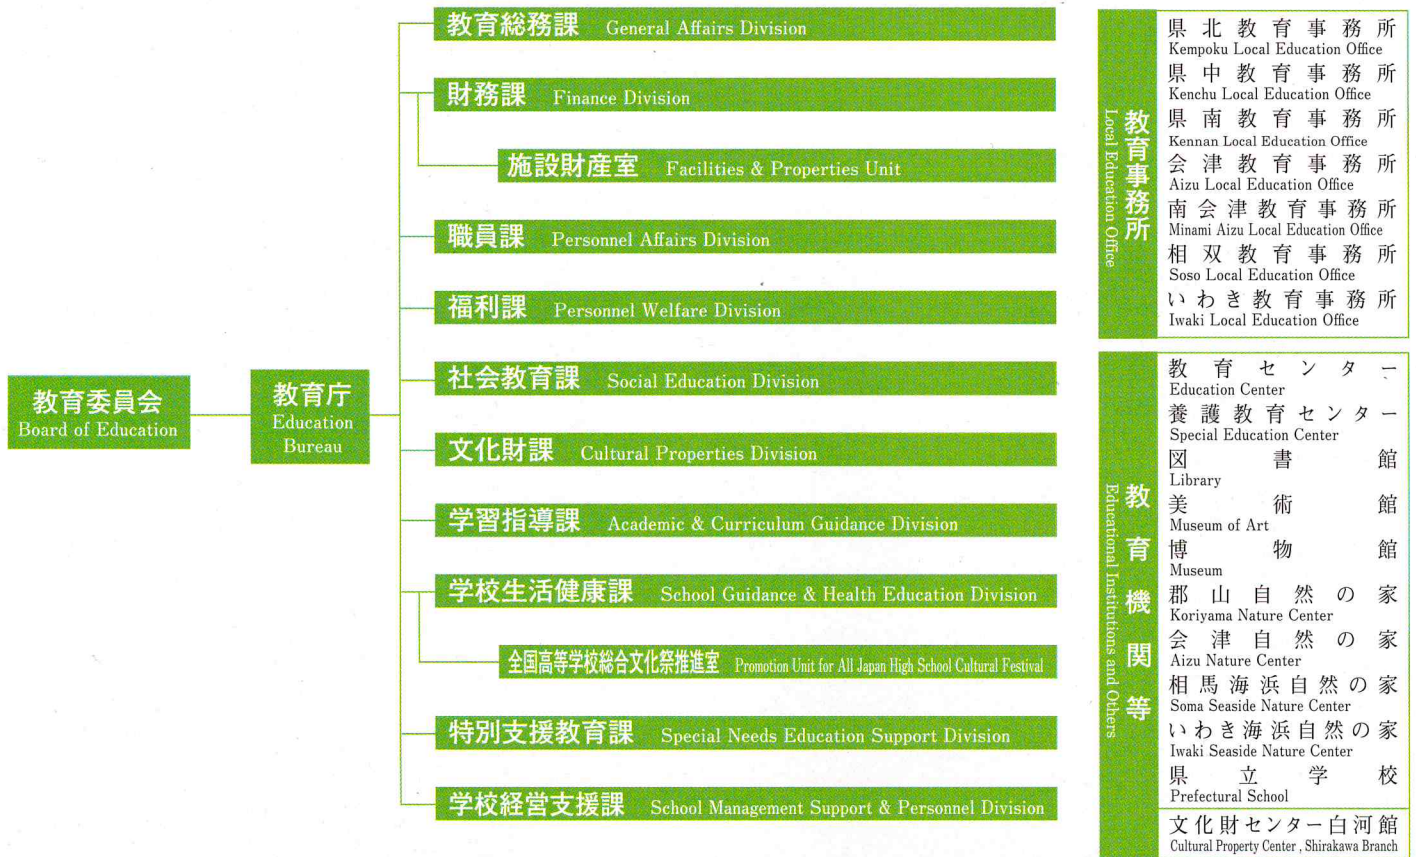 教育委員会
Board of Education
教育庁
Education
Bureau
教育総務課 General Affairs Division
財務課 Finance Division
施設財産室 Facilities & Properties Unit
職員課 Personnel Affairs Division
福利課 Personnel Welfare Division
社会教育課 Social Education Division
文化財課 Cultural Properties Division
学習指導課 Academic & Curriculum Guidance Division
学校生活健康課 School Guidance & Health Education Division
全国高等学校総合文化祭推進室 Promotion Unit for All Japan High School Cultural Festival
特別支援教育課 Special Needs Education Support Division
学校経営支援課 School Management Support & Personnel Division
教育事務所
Local Education Office
県北教育事務所
Kempoku Local Education Office
県中教育事務所
Kenchu Local Education Office
県南教育事務所
Kennan Local Education Office
会津教育事務所
Aizu Local Education Office
南会津教育事務所
Minami Aizu Local Education Office
相双教育事務所
Soso Local Education Office
いわき教育事務所
Iwaki Local Education Office
教育機関等
Educational Institutions and Others
教育センター
Education Center
養護教育センター
Special Education Center
図書館
Library
美術館
Museum of Art
博物館
Museum
郡山自然の家
Koriyama Nature Center
会津自然の家
Aizu Nature Center
相馬海浜自然の家
Soma Seaside Nature Center
いわき海浜自然の家
Iwaki Seaside Nature Center
県立学校
Prefectural School
文化財センター白河館
Cultural Property Center , Shirakawa Branch